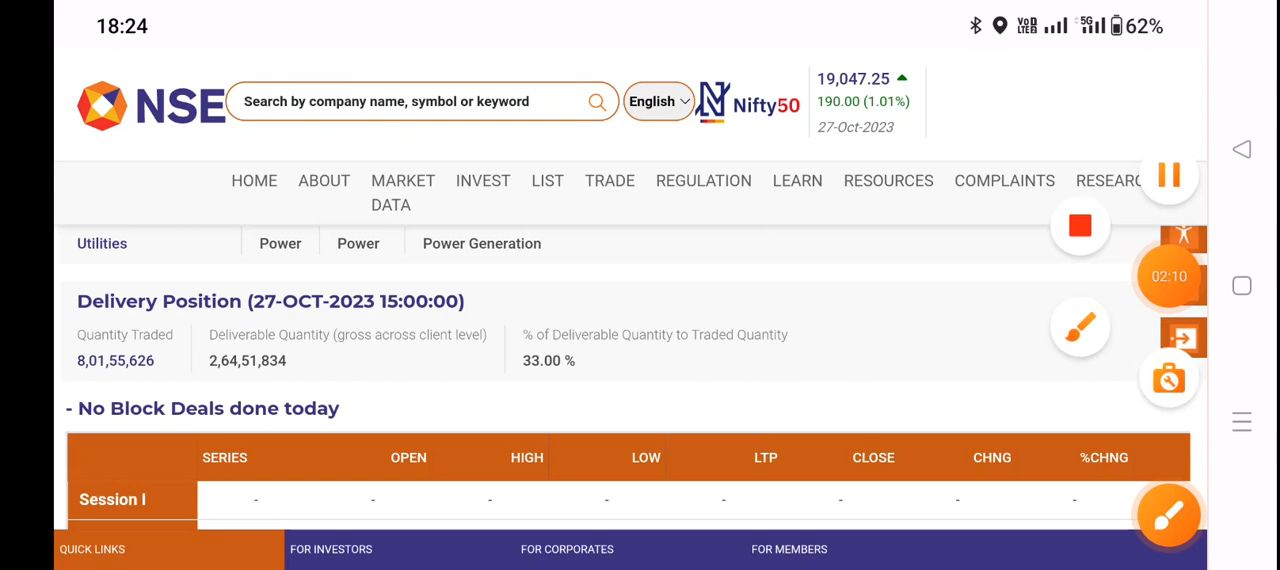 18:24
VoD LTE2 5G 62%
NSE
Search by company name, symbol or keyword
English
Nifty50
19,047.25
190.00 (1.01%)
27-Oct-2023
HOME ABOUT MARKET DATA INVEST LIST TRADE REGULATION LEARN RESOURCES COMPLAINTS RESEARC
Utilities Power Power Power Generation
02:10
Delivery Position (27-OCT-2023 15:00:00)
Quantity Traded Deliverable Quantity (gross across client level) % of Deliverable Quantity to Traded Quantity
8,01,55,626 2,64,51,834 33.00 %
- No Block Deals done today
SERIES OPEN HIGH LOW LTP CLOSE CHNG %CHNG
Session I - - - - - - - -
QUICK LINKS FOR INVESTORS FOR CORPORATES FOR MEMBERS